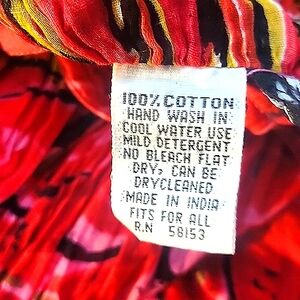 100% COTTON
HAND WASH IN
COOL WATER USE
MILD DETERGENT
NO BLEACH FLAT
DRY, CAN BE
DRYCLEANED
MADE IN INDIA
FITS FOR ALL
R.N 58153